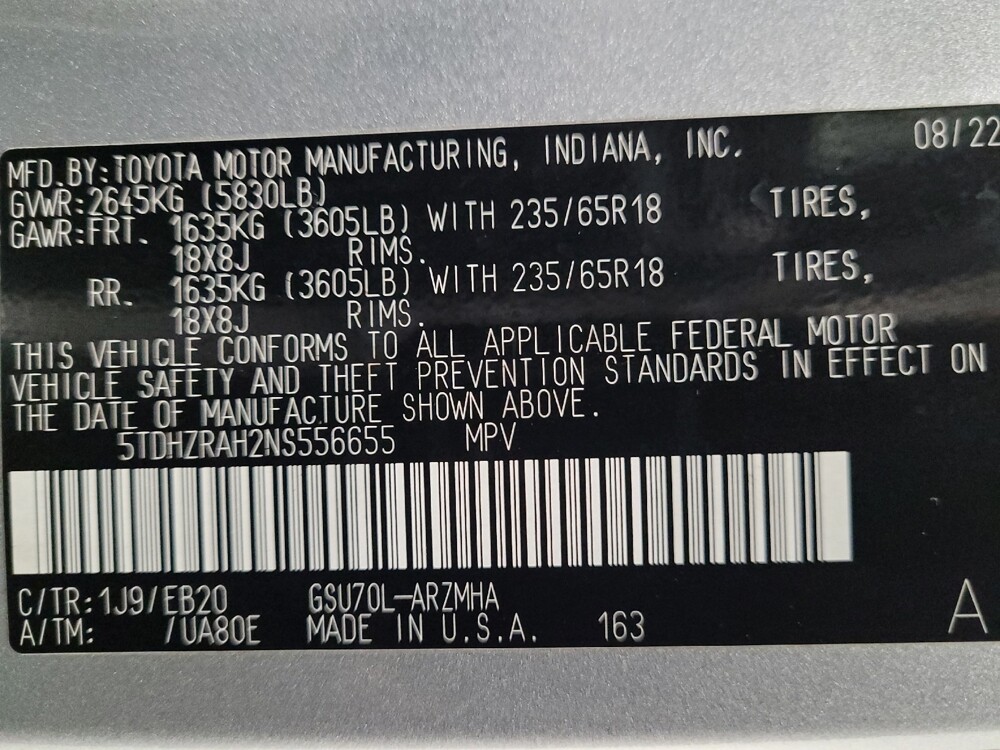 MFD.BY:TOYOTA MOTOR MANUFACTURING, INDIANA, INC. 08/22
GVWR:2645KG (5830LB)
GAWR:FRT. 1635KG (3605LB) WITH 235/65R18 TIRES,
18X8J RIMS.
RR. 1635KG (3605LB) WITH 235/65R18 TIRES,
18X8J RIMS.
THIS VEHICLE CONFORMS TO ALL APPLICABLE FEDERAL MOTOR
VEHICLE SAFETY AND THEFT PREVENTION STANDARDS IN EFFECT ON
THE DATE OF MANUFACTURE SHOWN ABOVE.
5TDHZRAH2NS556655 MPV
C/TR:1J9/EB20 GSU70L-ARZMHA
A/TM: /UA80E MADE IN U.S.A. 163 A